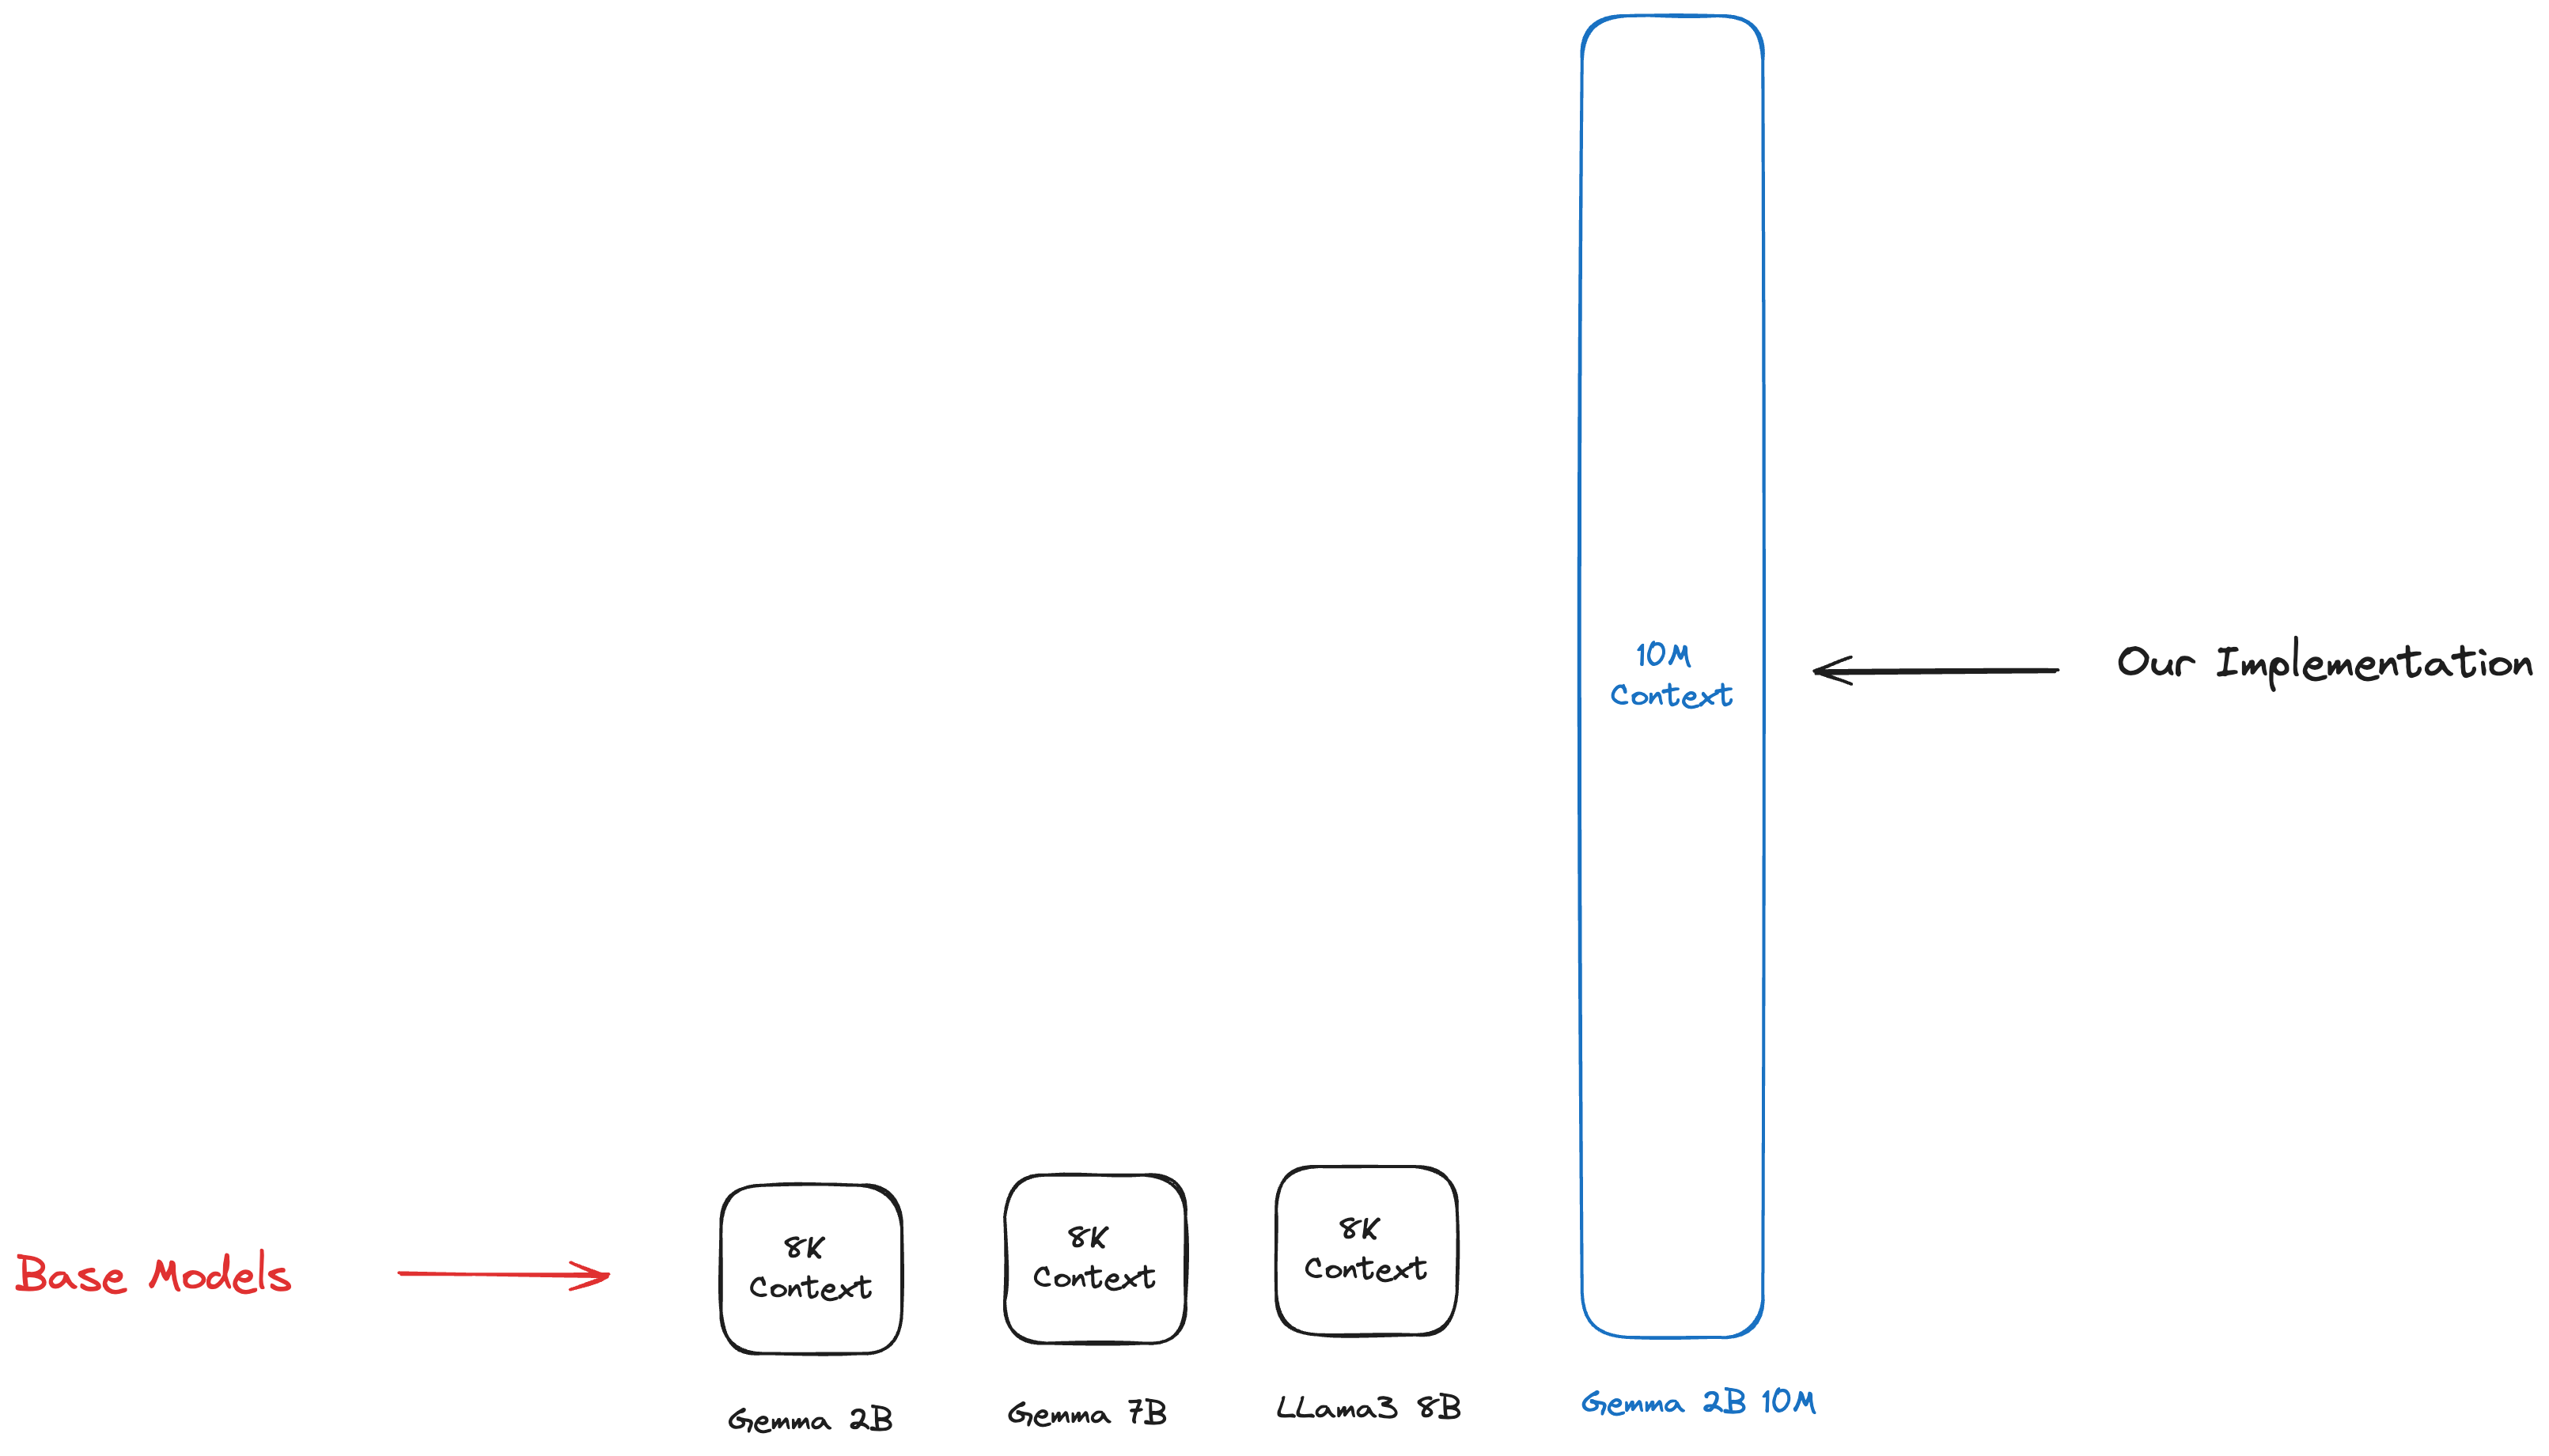 10M
Context
Our Implementation
Base Models
8K
Context
8K
Context
8K
Context
Gemma 2B
Gemma 7B
LLama3 8B
Gemma 2B 10M